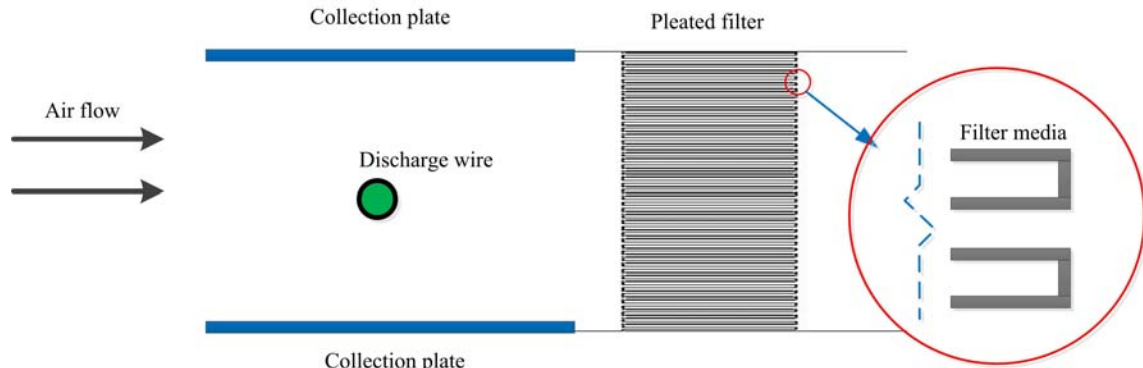 Collection plate
Pleated filter
Air flow
Discharge wire
Filter media
Collection plate